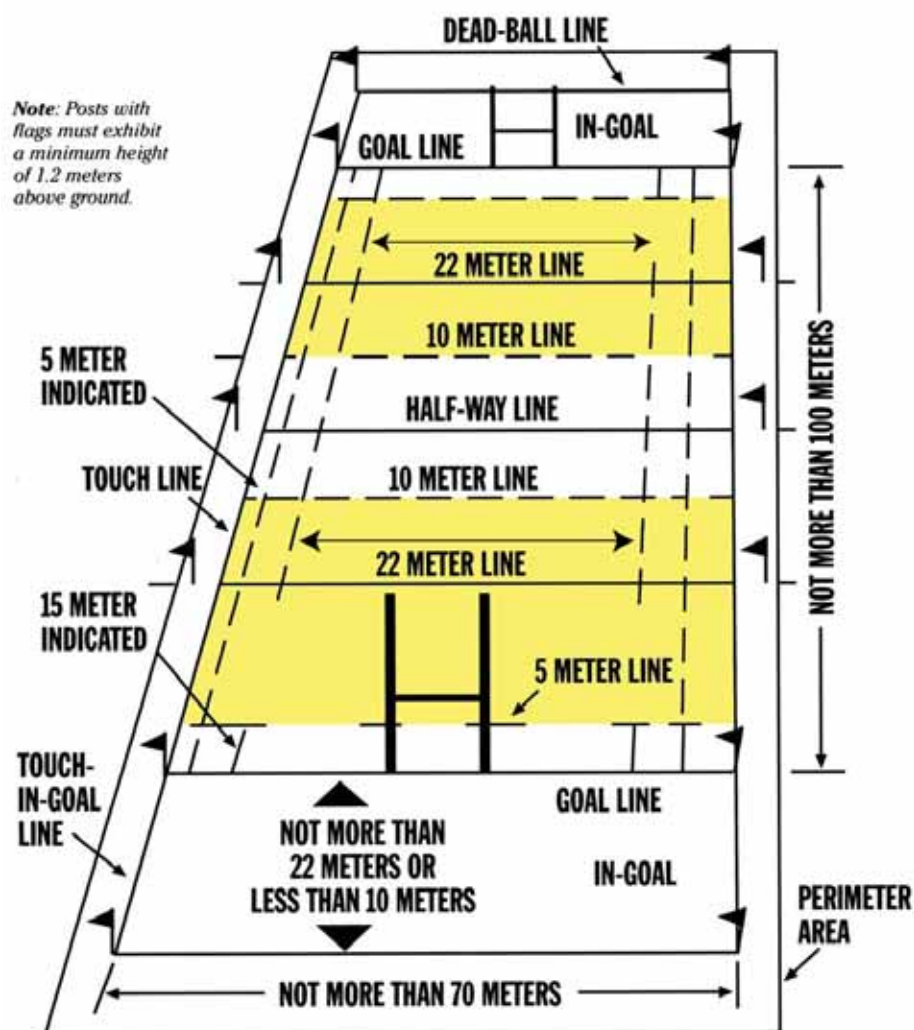 DEAD-BALL LINE
Note: Posts with
flags must exhibit
a minimum height
of 1.2 meters
above ground.
IN-GOAL
GOAL LINE
22 METER LINE
10 METER LINE
5 METER
INDICATED
HALF-WAY LINE
NOT MORE THAN 100 METERS
TOUCH LINE
10 METER LINE
22 METER LINE
15 METER
INDICATED
5 METER LINE
TOUCH-
IN-GOAL
LINE
GOAL LINE
NOT MORE THAN
22 METERS OR
LESS THAN 10 METERS
IN-GOAL
PERIMETER
AREA
NOT MORE THAN 70 METERS